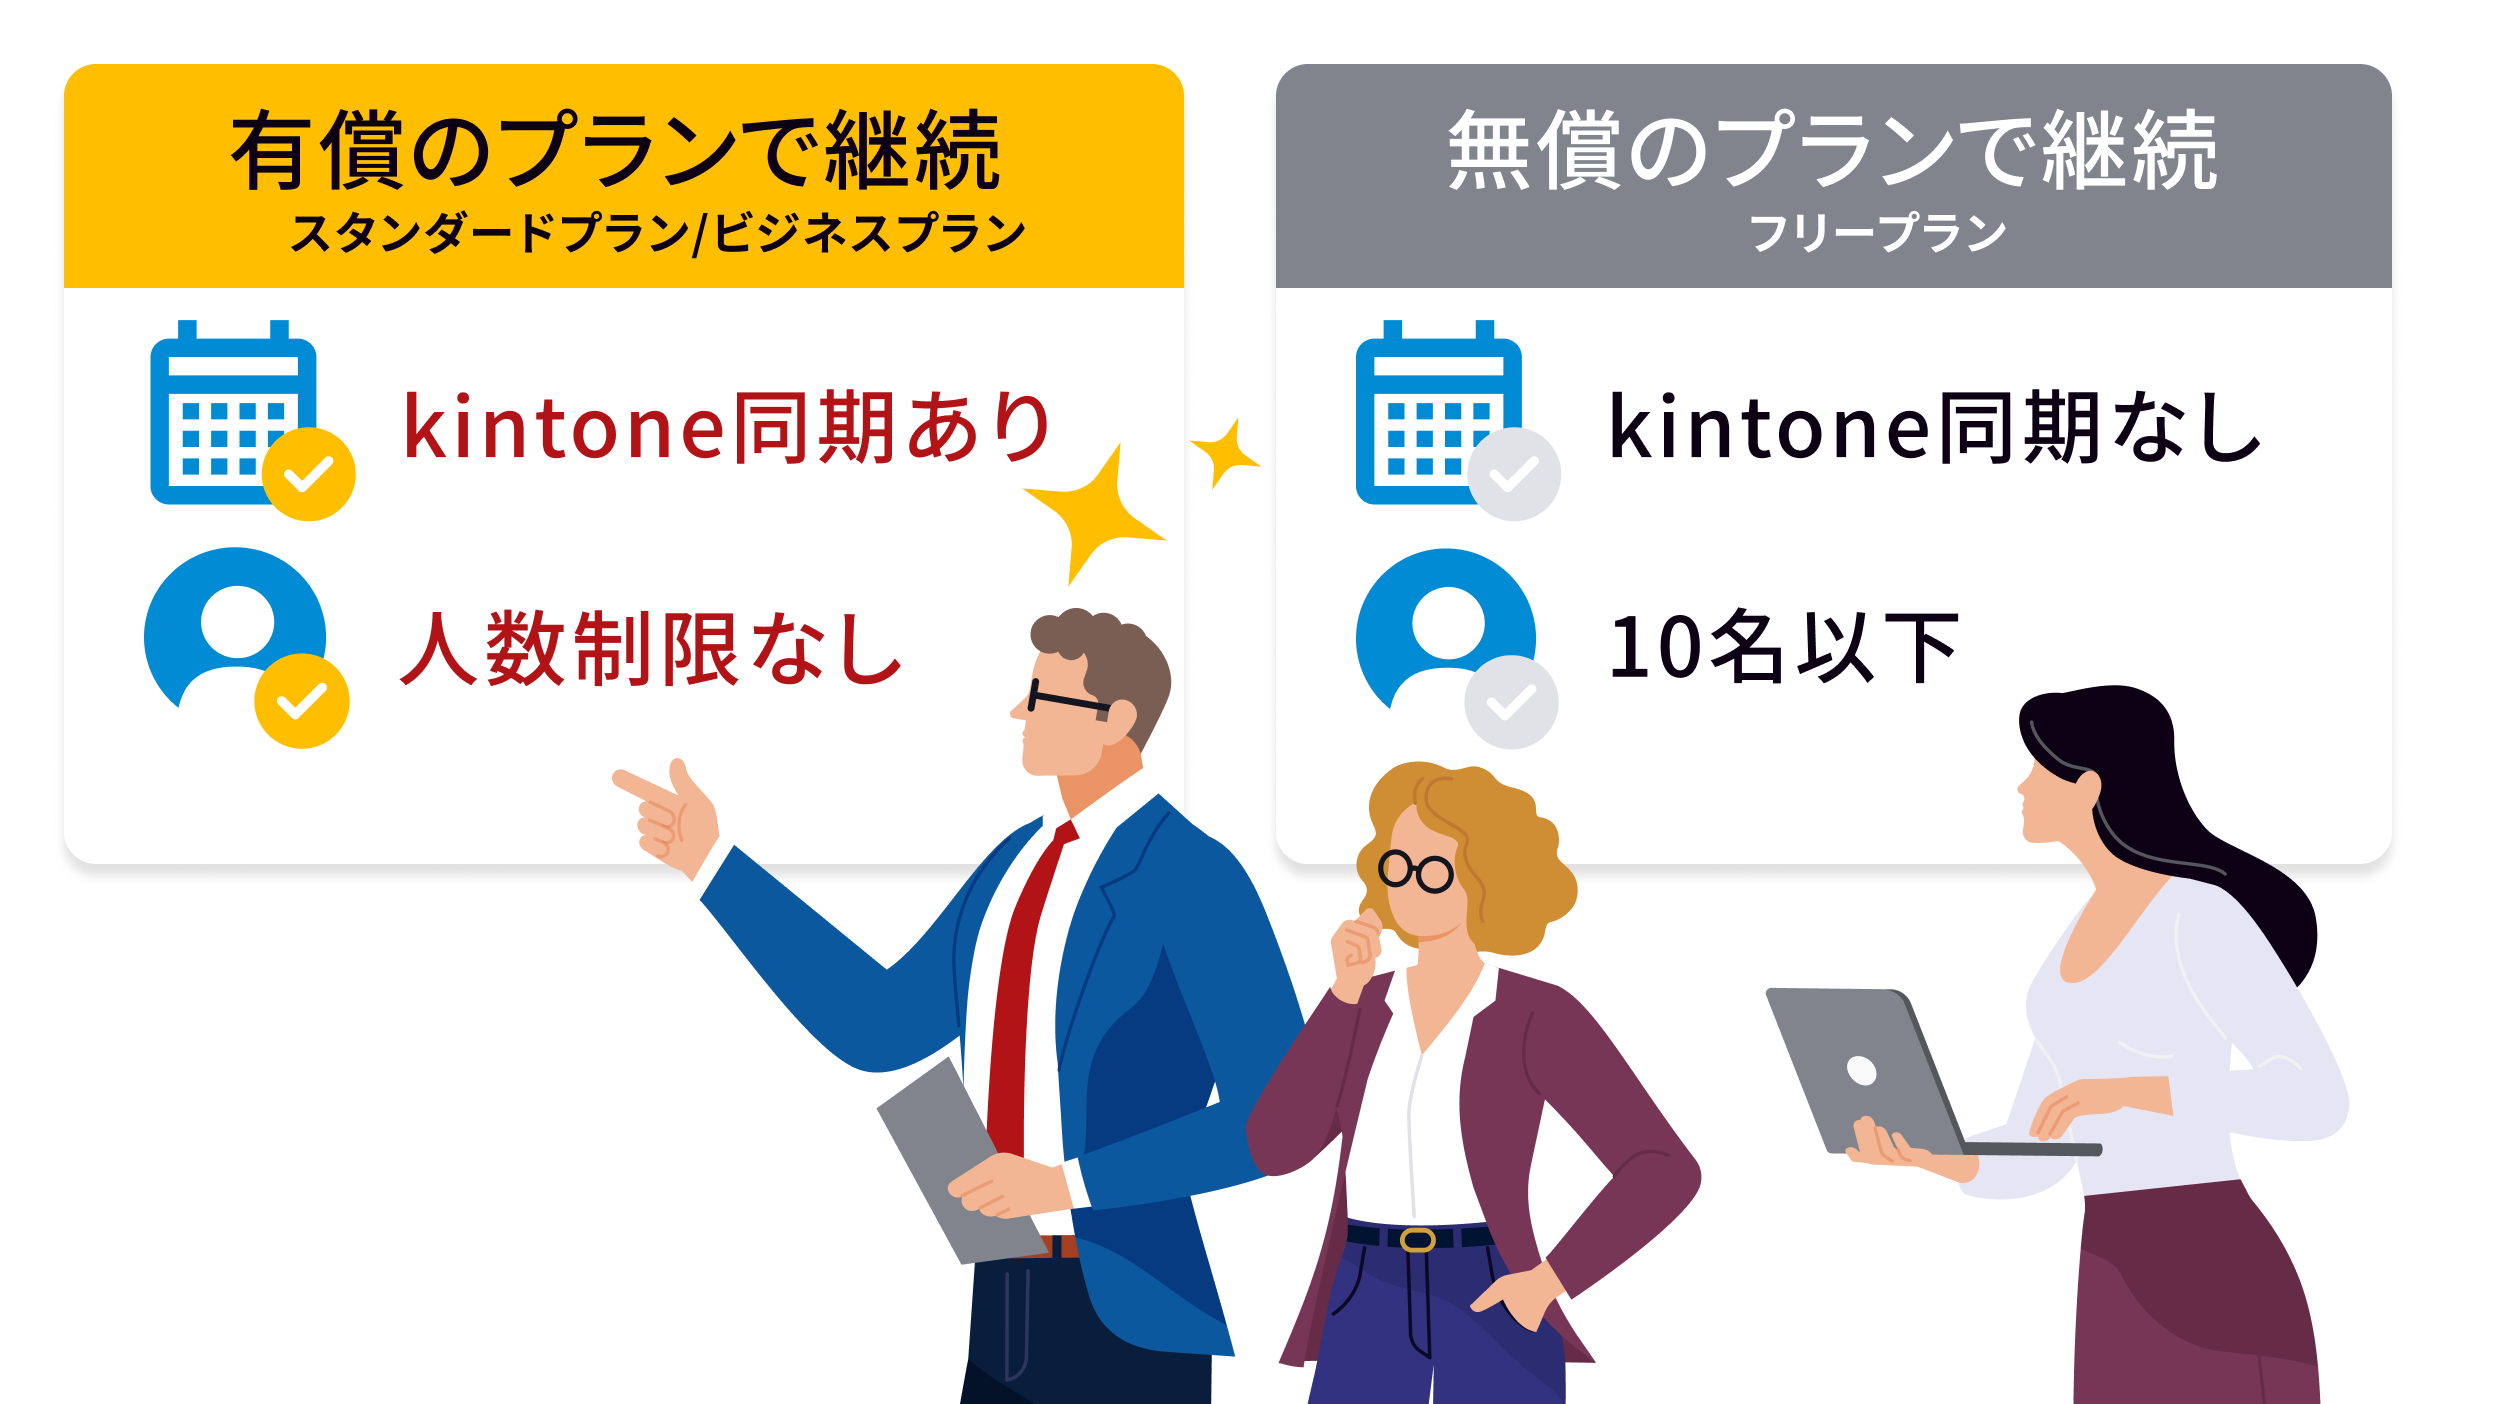 有償のプランで継続
スタンダードプラン/ビジネスプラン
kintone同期あり
人数制限なし
無償のプランで継続
フリープラン
kintone同期なし
10名以下